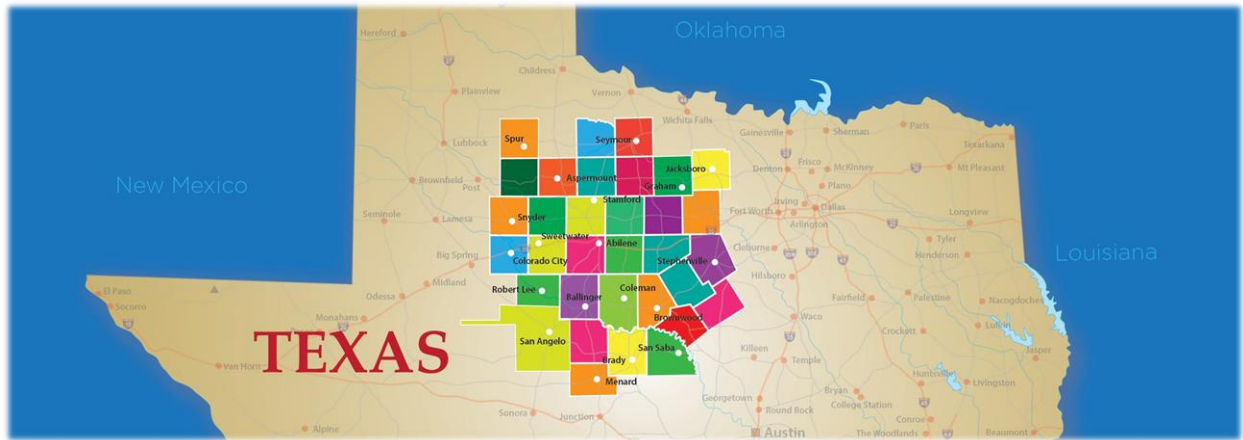 Oklahoma
New Mexico
Louisiana
TEXAS
Hereford
Childress
Plainview
Vernon
Wichita Falls
Lubbock
Gainesville
Sherman
Paris
Texarkana
Denton
Frisco
McKinney
Mt Pleasant
Plano
Brownfield
Post
Irving
Dallas
Fort Worth
Arlington
Longview
Seminole
Lamesa
Cleburne
Tyler
Henderson
Big Spring
Midland
Odessa
Hillsboro
El Paso
Socorro
Monahans
Fairfield
Palestine
Nacogdoches
Waco
Crockett
Lufkin
Jasper
Van Horn
Killeen
Temple
Huntsville
Livingston
Bryan
College Station
Georgetown
Round Rock
Conroe
Sonora
Junction
Alpine
Austin
The Woodlands
Beaumont
Spur
Seymour
Aspermount
Jacksboro
Graham
Stamford
Snyder
Sweetwater
Abilene
Colorado City
Stephenville
Robert Lee
Ballinger
Coleman
Brownwood
San Angelo
Brady
San Saba
Menard